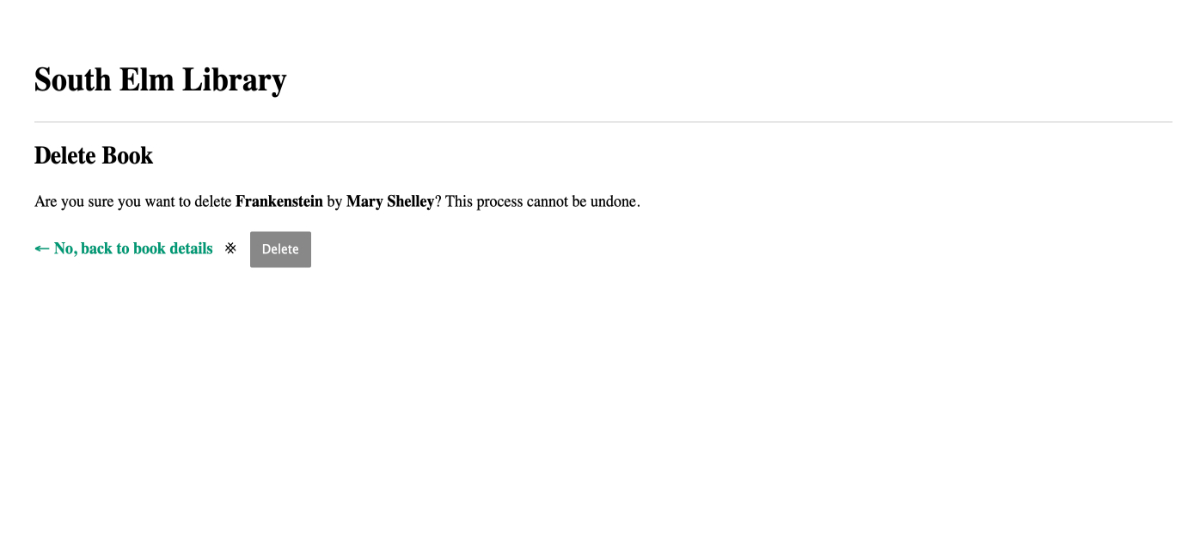 South Elm Library
Delete Book
Are you sure you want to delete Frankenstein by Mary Shelley? This process cannot be undone.
← No, back to book details ※ Delete